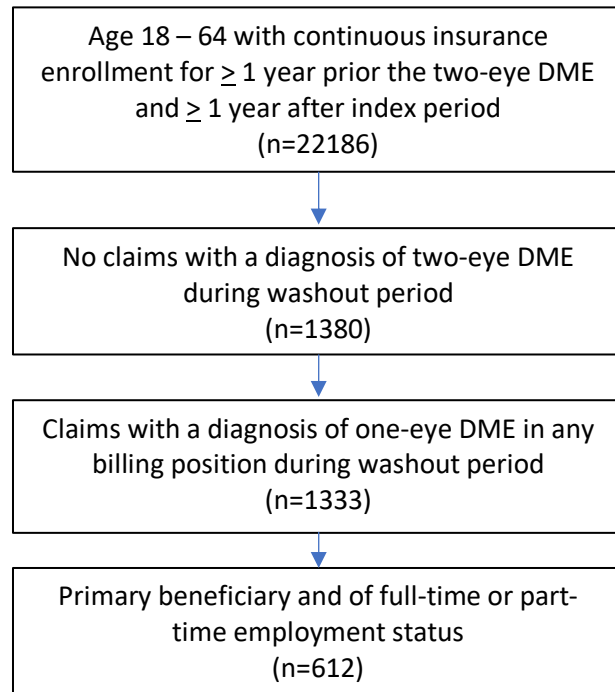 Age 18 – 64 with continuous insurance
enrollment for ≥ 1 year prior the two-eye DME
and ≥ 1 year after index period
(n=22186)
No claims with a diagnosis of two-eye DME
during washout period
(n=1380)
Claims with a diagnosis of one-eye DME in any
billing position during washout period
(n=1333)
Primary beneficiary and of full-time or part-
time employment status
(n=612)